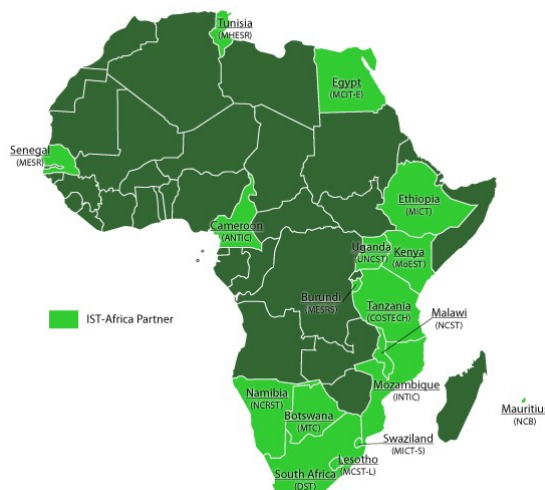 Tunisia
(MHESR)
Egypt
(MCIT-E)
Senegal
(MESR)
Ethiopia
(MICT)
Cameroon
(ANTIC)
Uganda
(UNCST)
Kenya
(MoEST)
Burundi
(MESRS)
Tanzania
(COSTECH)
Malawi
(NCST)
IST-Africa Partner
Mozambique
(INTIC)
Namibia
(NCRST)
Botswana
(MTC)
Mauritiu
(NCB)
Swaziland
(MICT-S)
Lesotho
(MCST-L)
South Africa
(DST)